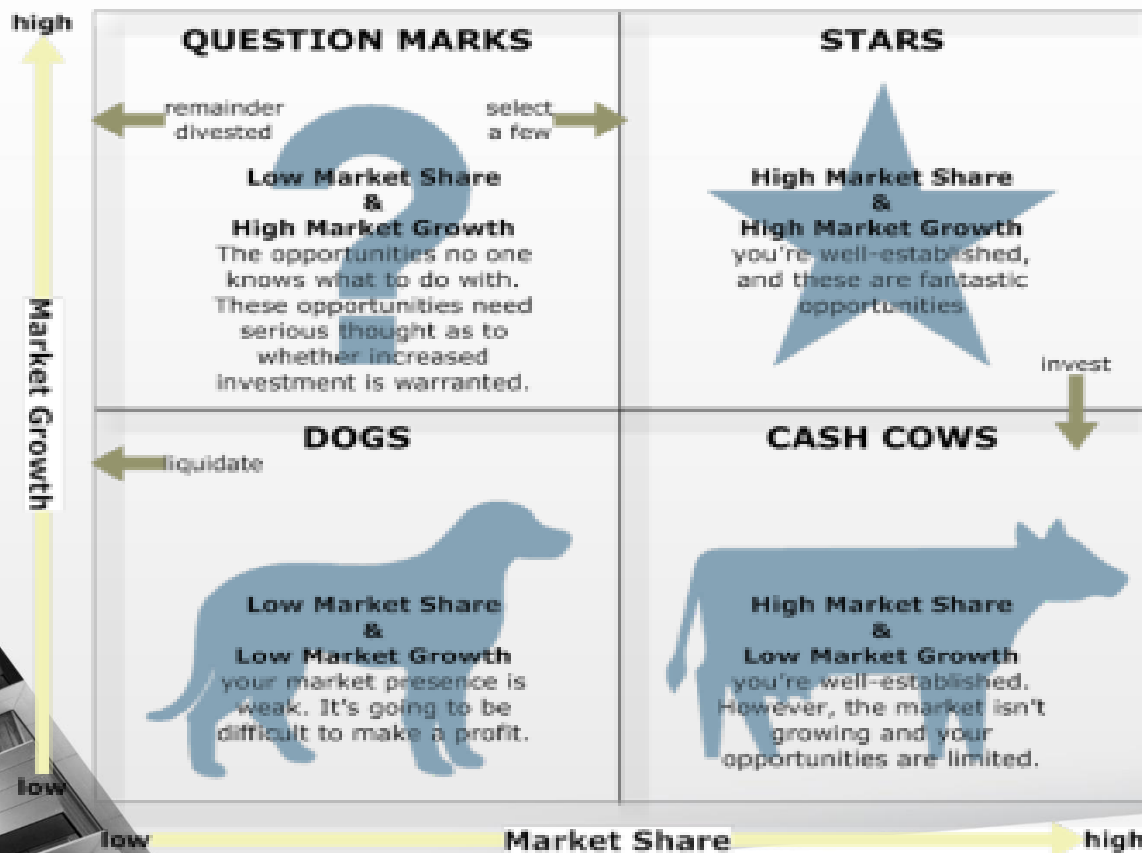 high
QUESTION MARKS
remainder
divested
select
a few
Low Market Share
&
High Market Growth
The opportunities no one
knows what to do with.
These opportunities need
serious thought as to
whether increased
investment is warranted.
STARS
High Market Share
&
High Market Growth
you're well-established,
and these are fantastic
opportunities
invest
Market Growth
DOGS
liquidate
Low Market Share
&
Low Market Growth
your market presence is
weak. It's going to be
difficult to make a profit.
CASH COWS
High Market Share
&
Low Market Growth
you're well-established.
However, the market isn't
growing and your
opportunities are limited.
low
low
Market Share
high